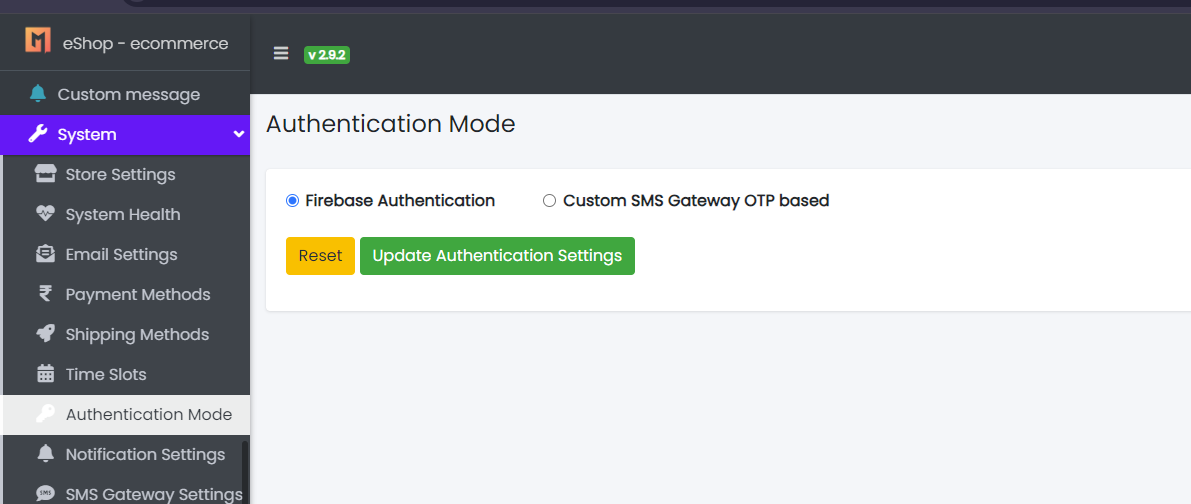 eShop - ecommerce
v 2.9.2
Custom message
System
Store Settings
System Health
Email Settings
Payment Methods
Shipping Methods
Time Slots
Authentication Mode
Notification Settings
SMS
SMS Gateway Settings
Authentication Mode
Firebase Authentication
Custom SMS Gateway OTP based
Reset
Update Authentication Settings